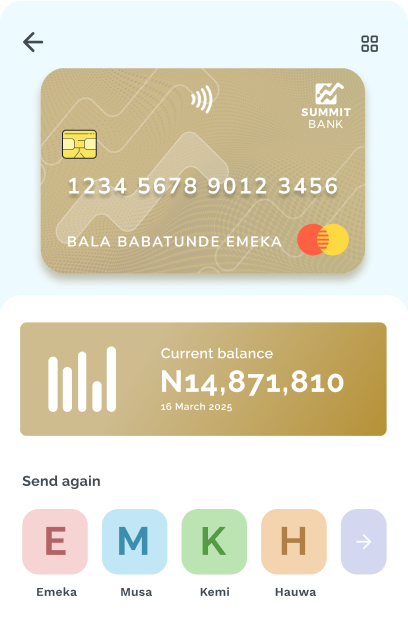 SUMMIT
BANK
1234 5678 9012 3456
BALA BABATUNDE EMEKA
Current balance
N14,871,810
16 March 2025
Send again
E M K H
Emeka Musa Kemi Hauwa